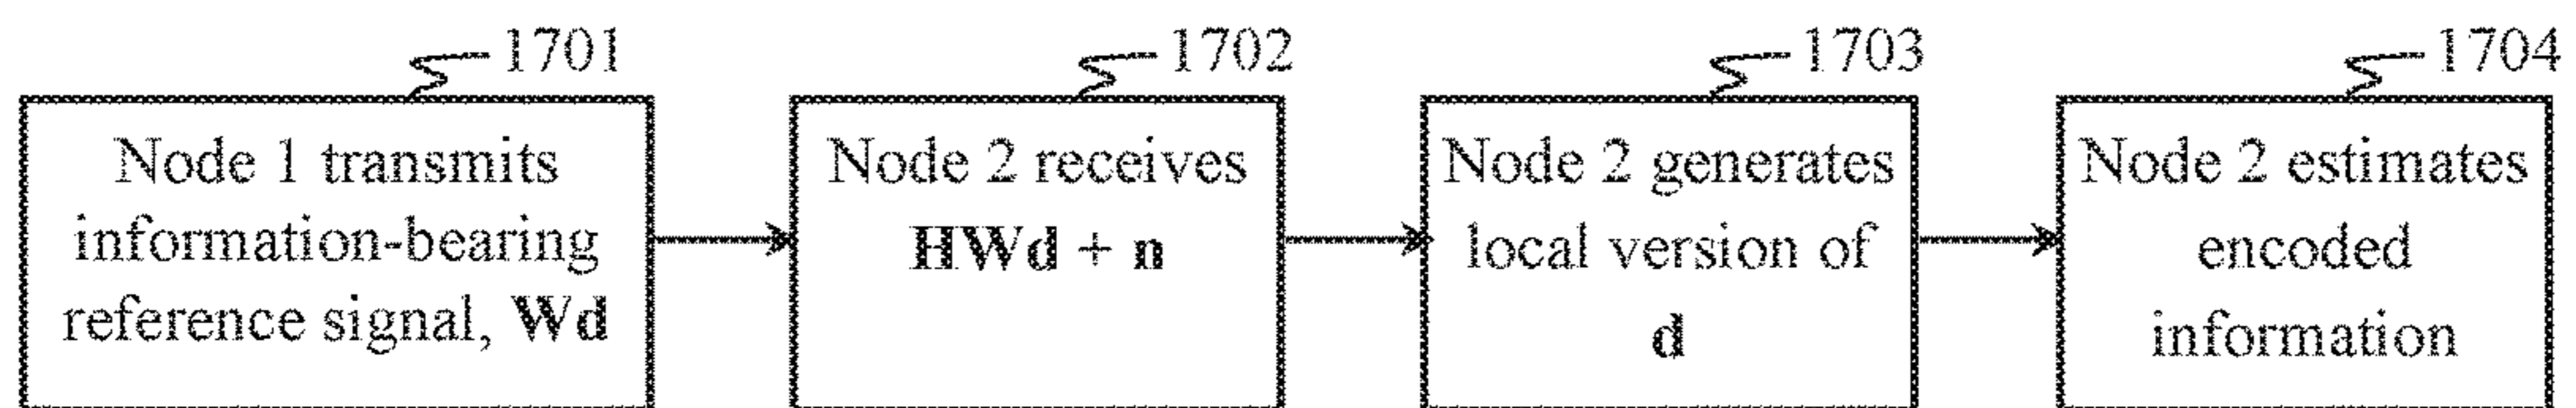 1701
Node 1 transmits
information-bearing
reference signal, Wd
1702
Node 2 receives
HWd + n
1703
Node 2 generates
local version of
d
1704
Node 2 estimates
encoded
information